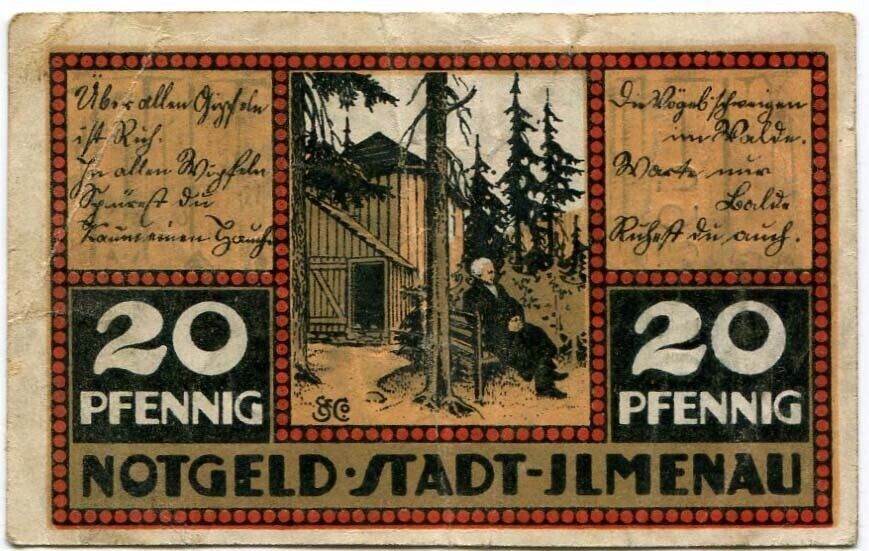 Über allen Gipfeln
ist Ruh.
In allen Wipfeln
Spürest du
Kaum einen Hauch
Die Vögel schweigen
im Walde.
Warte nur
Balde
Ruhest du auch.
20
PFENNIG
20
PFENNIG
NOTGELD·STADT-JLMENAU